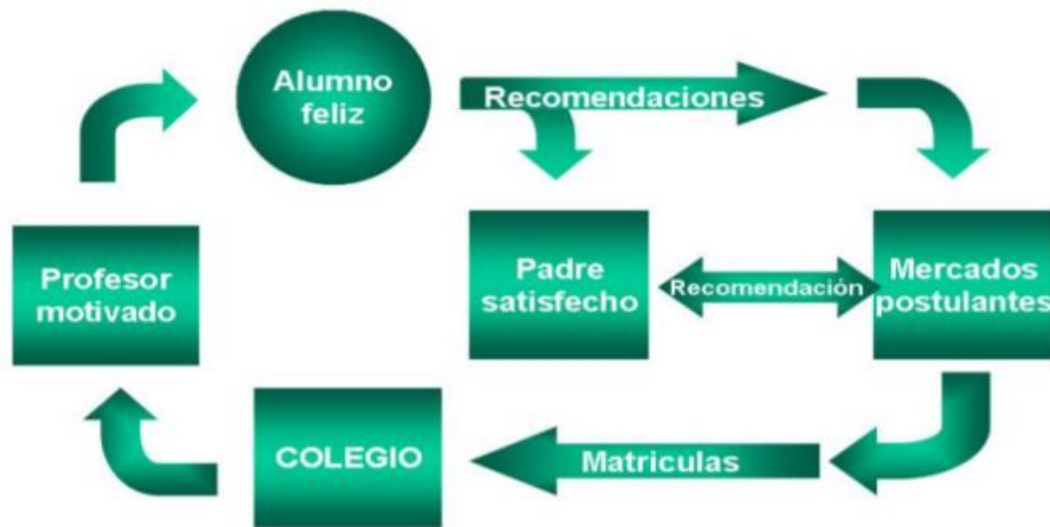 Alumno
feliz
Recomendaciones
Profesor
motivado
Padre
satisfecho
Recomendación
Mercados
postulantes
COLEGIO
Matriculas